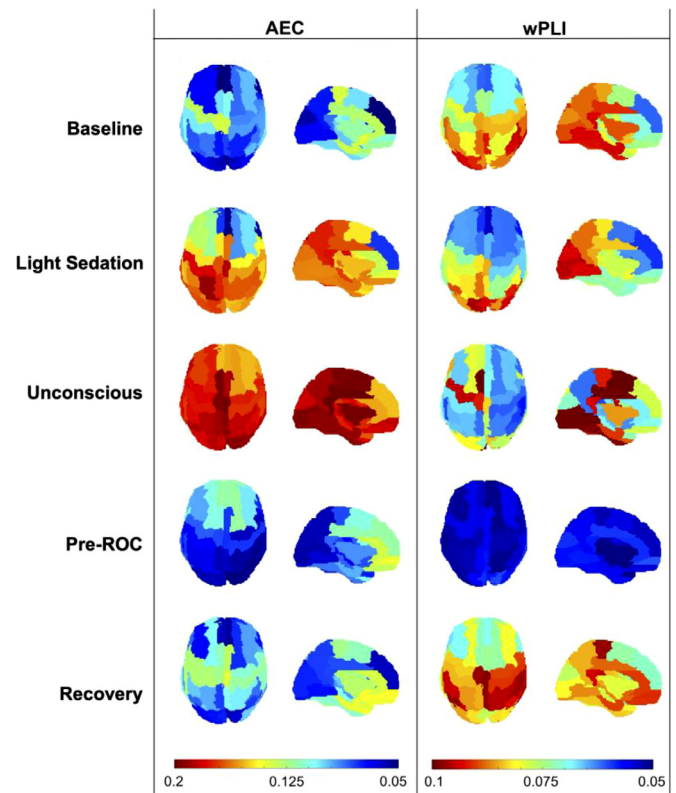 AEC wPLI
Baseline
Light Sedation
Unconscious
Pre-ROC
Recovery
0.2 0.125 0.05 0.1 0.075 0.05